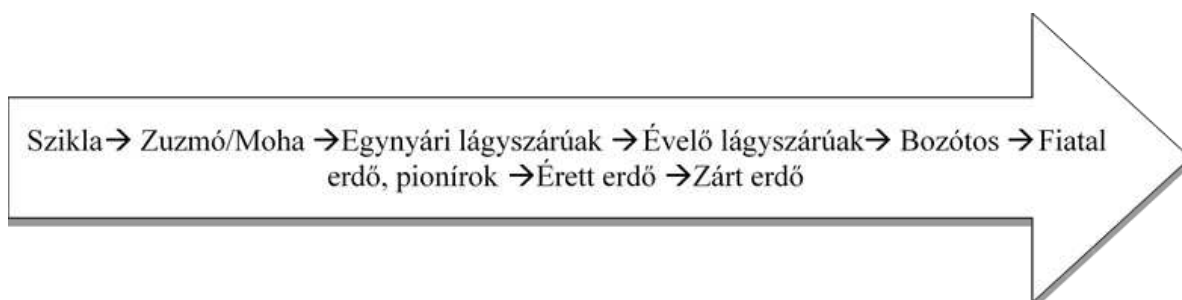 Szikla→ Zuzmó/Moha →Egynyári lágyszárúak →Évelő lágyszárúak→ Bozótos →Fiatal
erdő, pionírok →Érett erdő →Zárt erdő